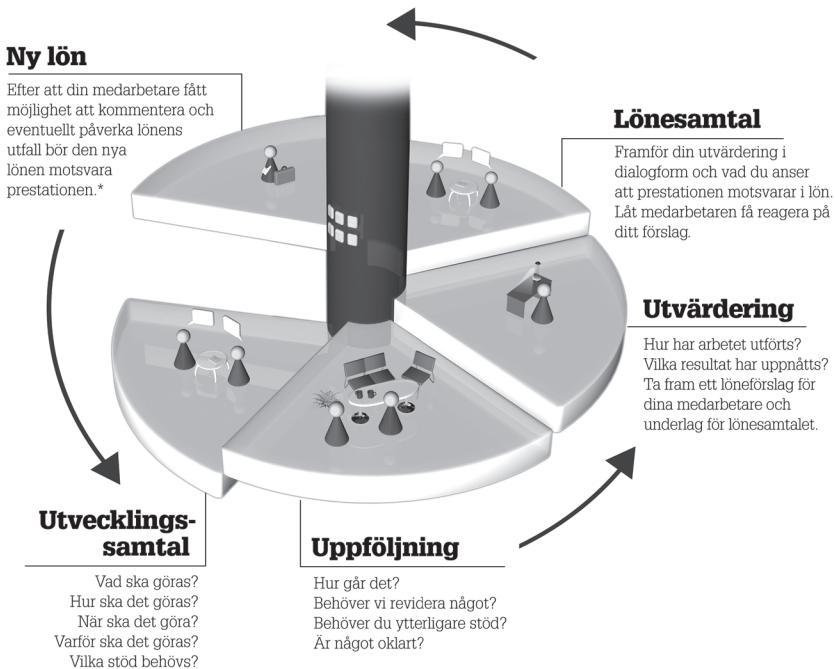 Ny lön
Efter att din medarbetare fått
möjlighet att kommentera och
eventuellt påverka lönens
utfall bör den nya
lönen motsvara
prestationen.*
Lönesamtal
Framför din utvärdering i
dialogform och vad du anser
att prestationen motsvarar i lön.
Låt medarbetaren få reagera på
ditt förslag.
Utvärdering
Hur har arbetet utförts?
Vilka resultat har uppnåtts?
Ta fram ett löneförslag för
dina medarbetare och
underlag för lönesamtalet.
Utvecklings-
samtal
Vad ska göras?
Hur ska det göras?
När ska det göra?
Varför ska det göras?
Vilka stöd behövs?
Uppföljning
Hur går det?
Behöver vi revidera något?
Behöver du ytterligare stöd?
Är något oklart?